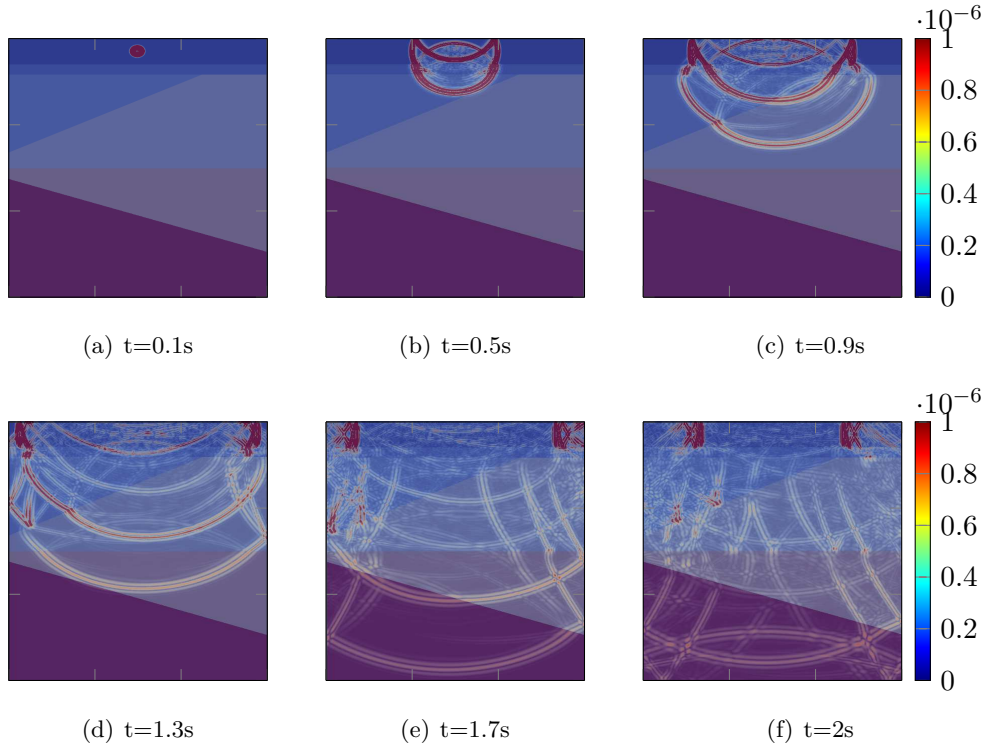 ·10−6
1
0.8
0.6
0.4
0.2
0
(a) t=0.1s
(b) t=0.5s
(c) t=0.9s
·10−6
1
0.8
0.6
0.4
0.2
0
(d) t=1.3s
(e) t=1.7s
(f) t=2s